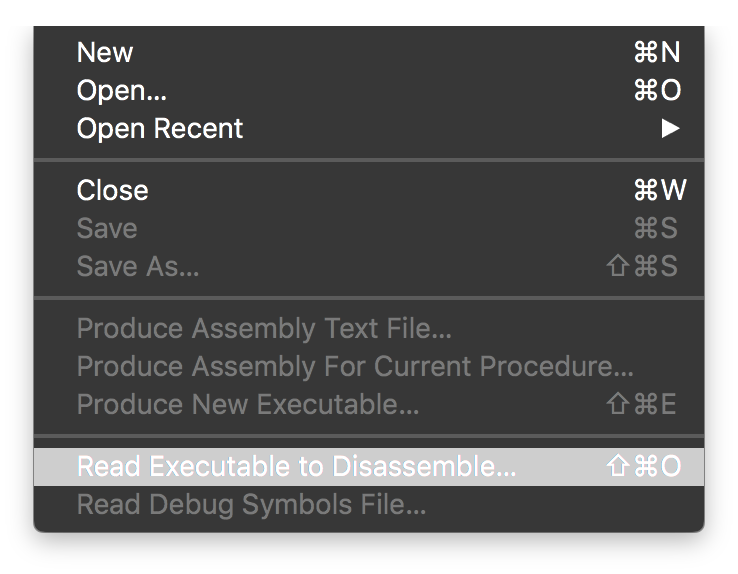 New ⌘N
Open... ⌘O
Open Recent ▶
Close ⌘W
Save ⌘S
Save As... ⇧⌘S
Produce Assembly Text File...
Produce Assembly For Current Procedure...
Produce New Executable... ⇧⌘E
Read Executable to Disassemble... ⇧⌘O
Read Debug Symbols File...